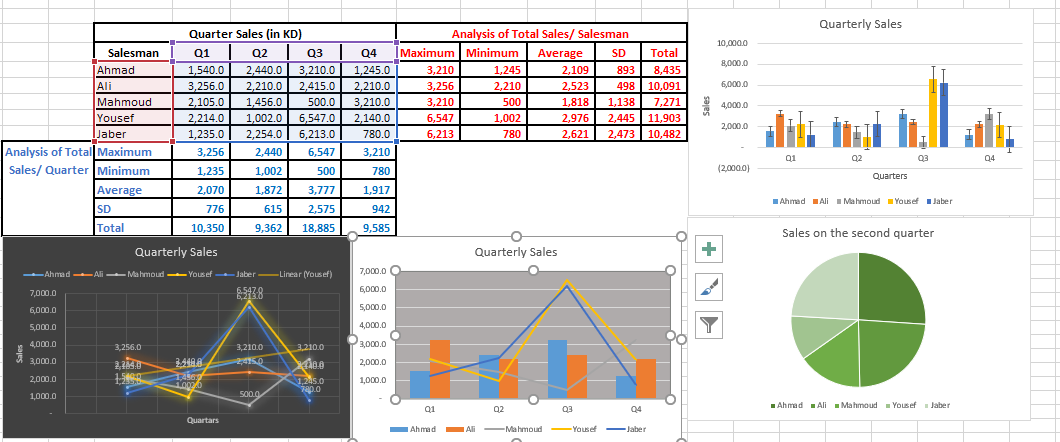 Quarter Sales (in KD) Analysis of Total Sales/ Salesman
Salesman Q1 Q2 Q3 Q4 Maximum Minimum Average SD Total
Ahmad 1,540.0 2,440.0 3,210.0 1,245.0 3,210 1,245 2,109 893 8,435
Ali 3,256.0 2,210.0 2,415.0 2,210.0 3,256 2,210 2,523 498 10,091
Mahmoud 2,105.0 1,456.0 500.0 3,210.0 3,210 500 1,818 1,138 7,271
Yousef 2,214.0 1,002.0 6,547.0 2,140.0 6,547 1,002 2,976 2,445 11,903
Jaber 1,235.0 2,254.0 6,213.0 780.0 6,213 780 2,621 2,473 10,482
Analysis of Total
Sales/ Quarter
Maximum 3,256 2,440 6,547 3,210
Minimum 1,235 1,002 500 780
Average 2,070 1,872 3,777 1,917
SD 776 615 2,575 942
Total 10,350 9,362 18,885 9,585
Quarterly Sales
10,000.0
8,000.0
6,000.0
4,000.0
2,000.0
-
(2,000.0)
Sales
Q1 Q2 Q3 Q4
Quarters
Ahmad Ali Mahmoud Yousef Jaber
Quarterly Sales
Ahmad Ali Mahmoud Yousef Jaber Linear (Yousef)
7,000.0
6,000.0
5,000.0
4,000.0
3,000.0
2,000.0
1,000.0
-
Sales
6,547.0
6,213.0
3,256.0 3,210.0 3,210.0
2,415.0
1,245.0
1,002.0 780.0
500.0
Quartars
Quarterly Sales
7,000.0
6,000.0
5,000.0
4,000.0
3,000.0
2,000.0
1,000.0
-
Q1 Q2 Q3 Q4
Ahmad Ali Mahmoud Yousef Jaber
Sales on the second quarter
Ahmad Ali Mahmoud Yousef Jaber